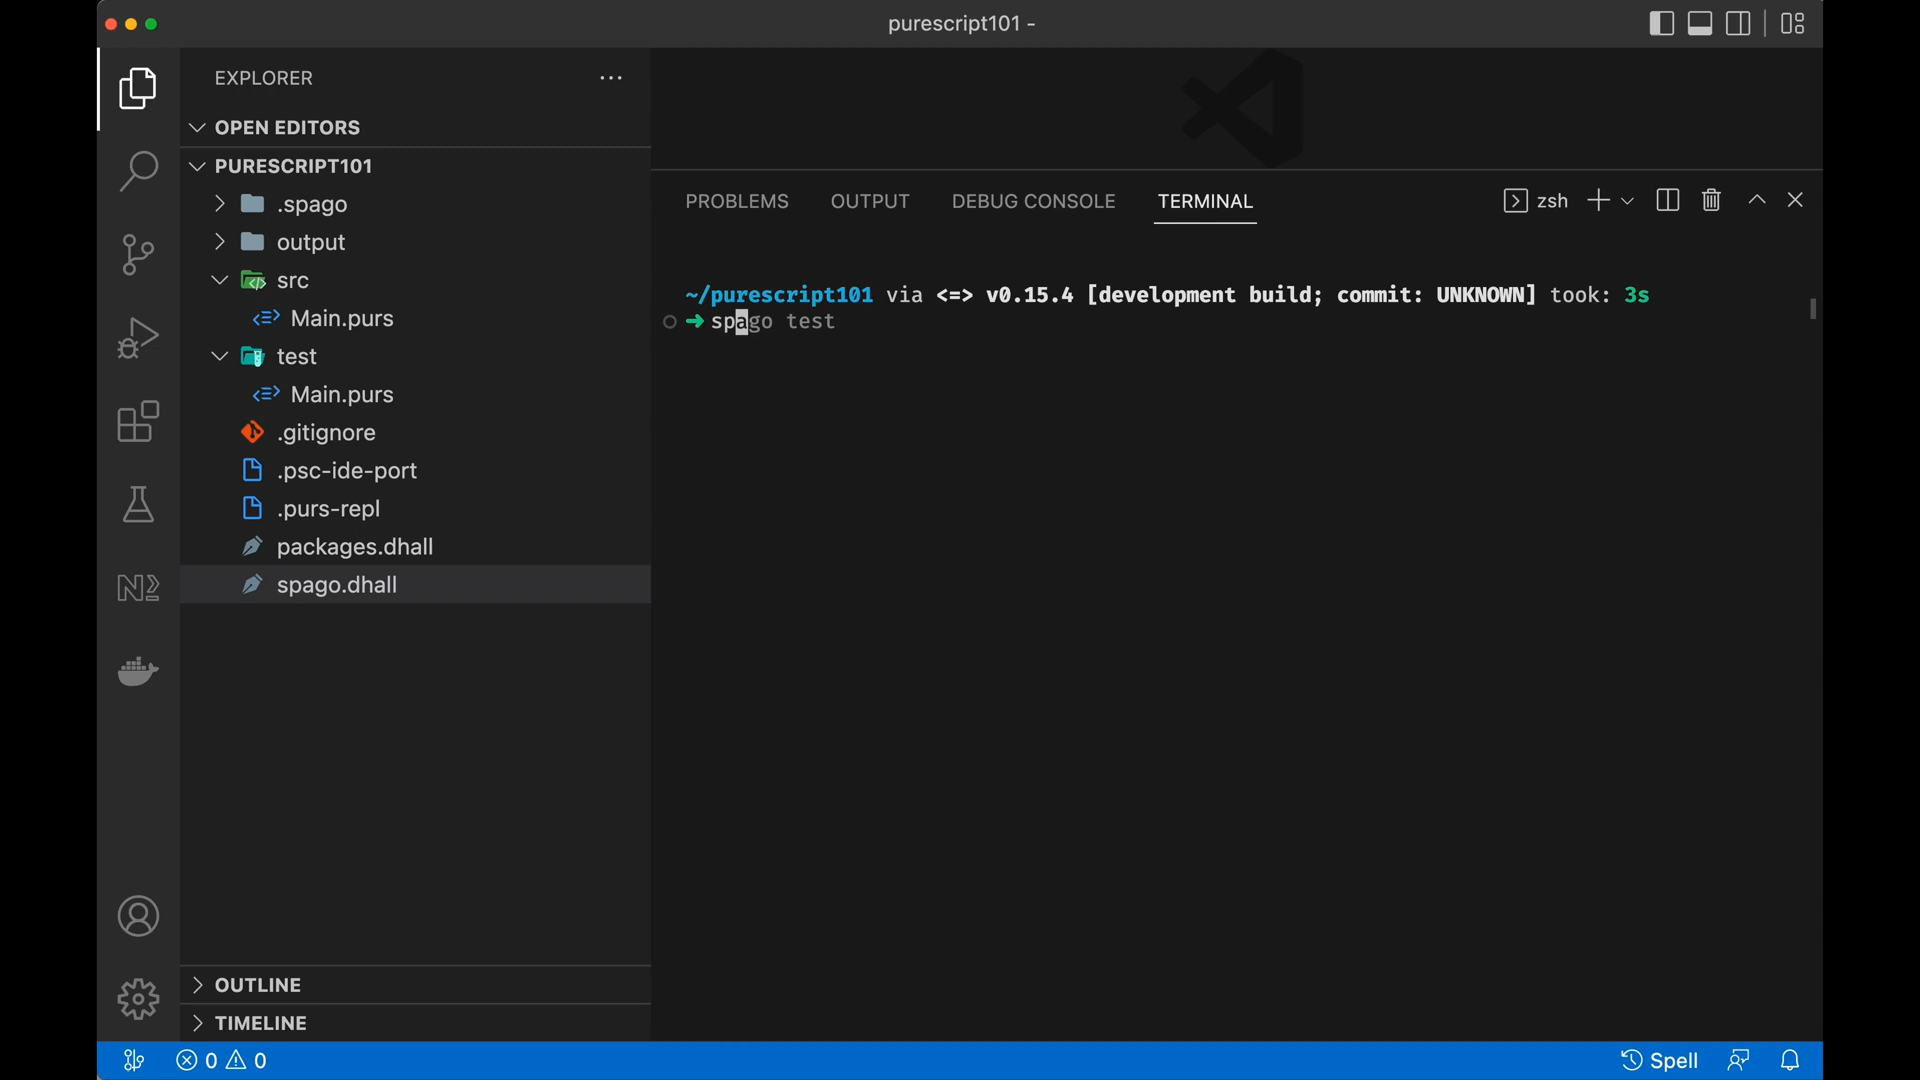 purescript101 -
EXPLORER
OPEN EDITORS
PURESCRIPT101
.spago
output
src
Main.purs
test
Main.purs
.gitignore
.psc-ide-port
.purs-repl
packages.dhall
spago.dhall
OUTLINE
TIMELINE
PROBLEMS OUTPUT DEBUG CONSOLE TERMINAL zsh
~/purescript101 via <=> v0.15.4 [development build; commit: UNKNOWN] took: 3s
➜ spago test
0 0 Spell